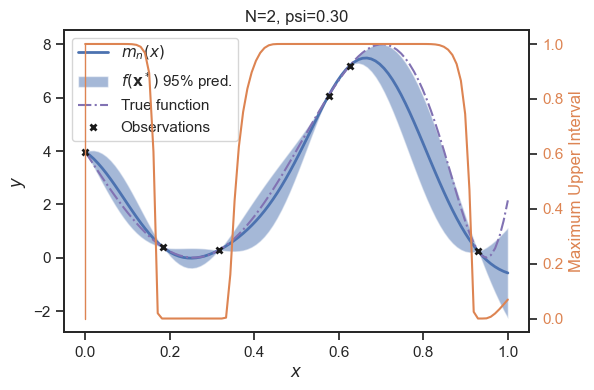 N=2, psi=0.30
mₙ(x)
f(x*) 95% pred.
True function
Observations
y
8
6
4
2
0
−2
0.0 0.2 0.4 0.6 0.8 1.0
x
1.0
0.8
0.6
0.4
0.2
0.0
Maximum Upper Interval